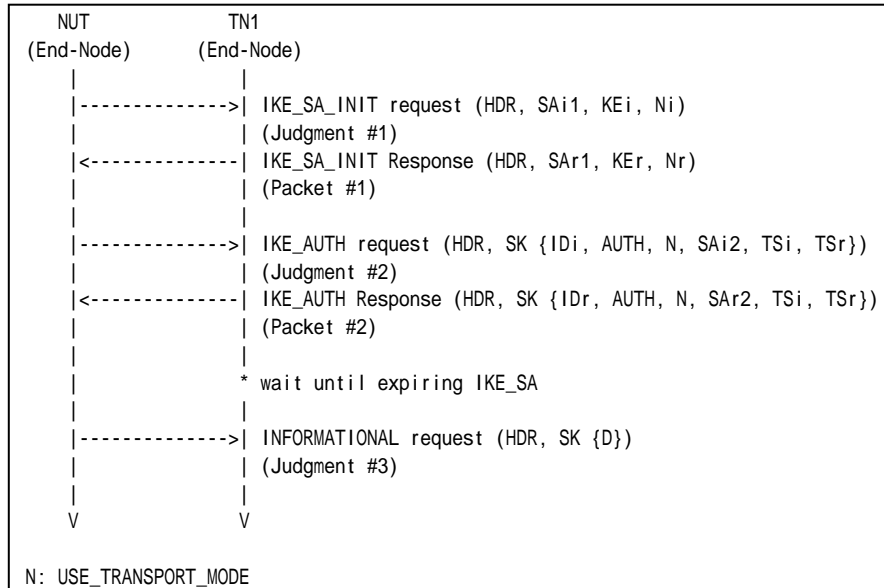 NUT TN1
(End-Node) (End-Node)
| |
|-------------->| IKE_SA_INIT request (HDR, SAi1, KEi, Ni)
| | (Judgment #1)
|<--------------| IKE_SA_INIT Response (HDR, SAr1, KEr, Nr)
| | (Packet #1)
| |
|-------------->| IKE_AUTH request (HDR, SK {IDi, AUTH, N, SAi2, TSi, TSr})
| | (Judgment #2)
|<--------------| IKE_AUTH Response (HDR, SK {IDr, AUTH, N, SAr2, TSi, TSr})
| | (Packet #2)
| |
| * wait until expiring IKE_SA
| |
|-------------->| INFORMATIONAL request (HDR, SK {D})
| | (Judgment #3)
| |
V V
N: USE_TRANSPORT_MODE